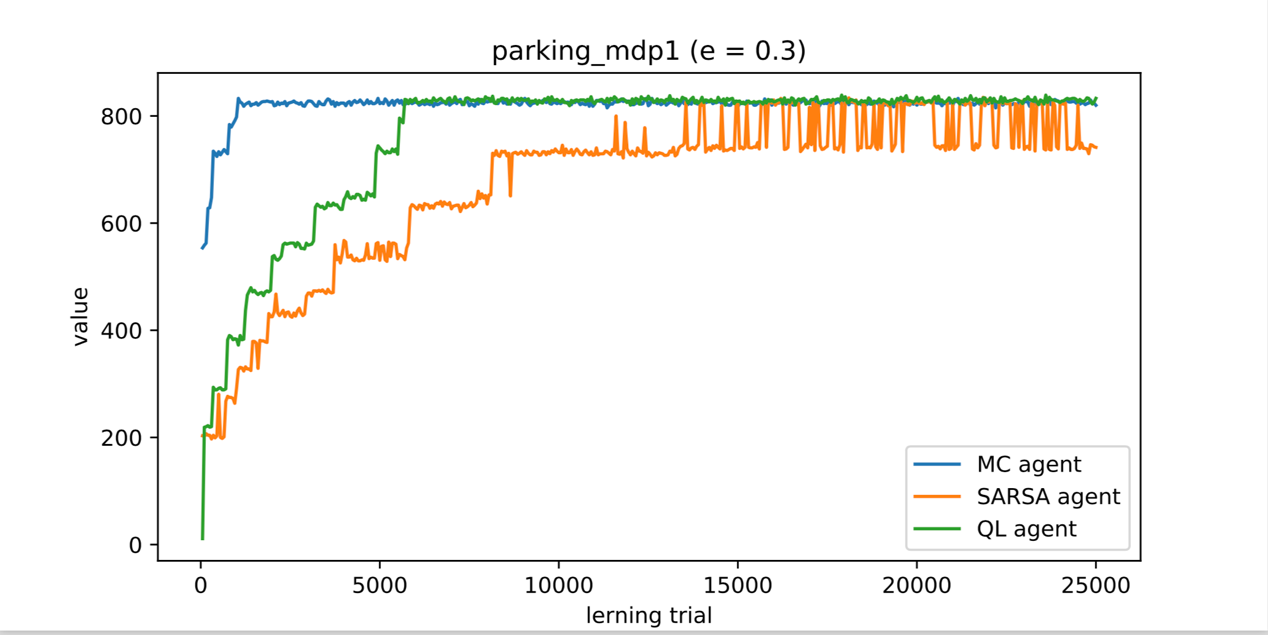 parking_mdp1 (e = 0.3)
value
800
600
400
200
0
MC agent
SARSA agent
QL agent
0 5000 10000 15000 20000 25000
lerning trial